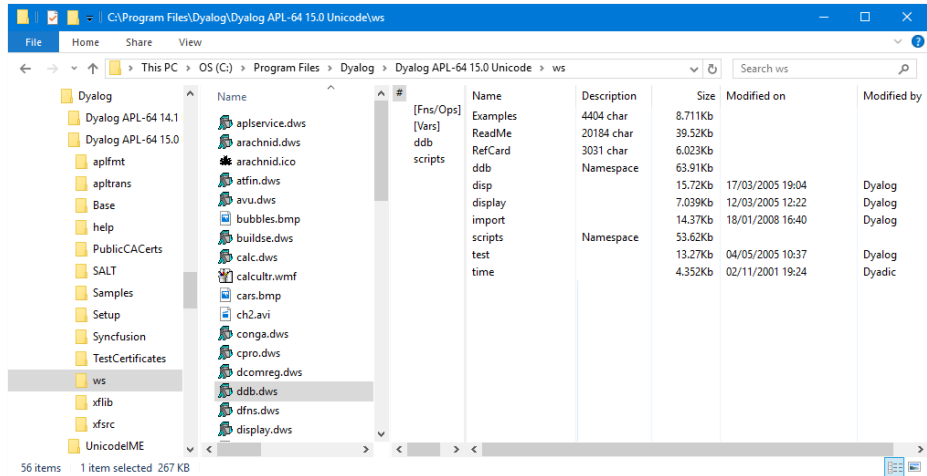 C:\Program Files\Dyalog\Dyalog APL-64 15.0 Unicode\ws
File Home Share View
This PC > OS (C:) > Program Files > Dyalog > Dyalog APL-64 15.0 Unicode > ws
Search ws
Dyalog
Dyalog APL-64 14.1
Dyalog APL-64 15.0
aplfmt
apltrans
Base
help
PublicCACerts
SALT
Samples
Setup
Syncfusion
TestCertificates
ws
xflib
xfsrc
UnicodeIME
Name
aplservice.dws
arachnid.dws
arachnid.ico
atfin.dws
avu.dws
bubbles.bmp
buildse.dws
calc.dws
calcultr.wmf
cars.bmp
ch2.avi
conga.dws
cpro.dws
dcomreg.dws
ddb.dws
dfns.dws
display.dws
#
[Fns/Ops]
[Vars]
ddb
scripts
Name Description Size Modified on Modified by
Examples 4404 char 8.711Kb
ReadMe 20184 char 39.52Kb
RefCard 3031 char 6.023Kb
ddb Namespace 63.91Kb
disp 15.72Kb 17/03/2005 19:04 Dyalog
display 7.039Kb 12/03/2005 12:22 Dyalog
import 14.37Kb 18/01/2008 16:40 Dyalog
scripts Namespace 53.62Kb
test 13.27Kb 04/05/2005 10:37 Dyalog
time 4.352Kb 02/11/2001 19:24 Dyadic
56 items 1 item selected 267 KB